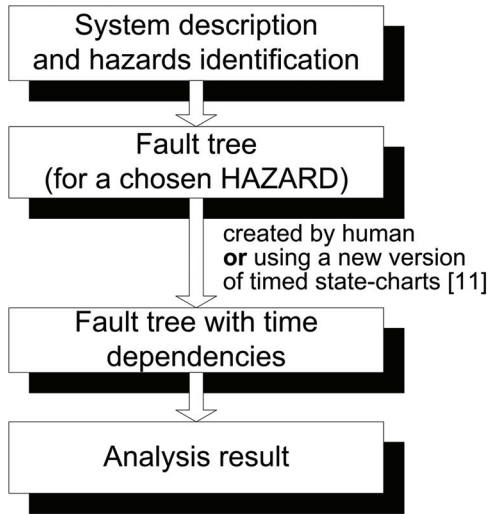 System description
and hazards identification
Fault tree
(for a chosen HAZARD)
created by human
or using a new version
of timed state-charts [11]
Fault tree with time
dependencies
Analysis result